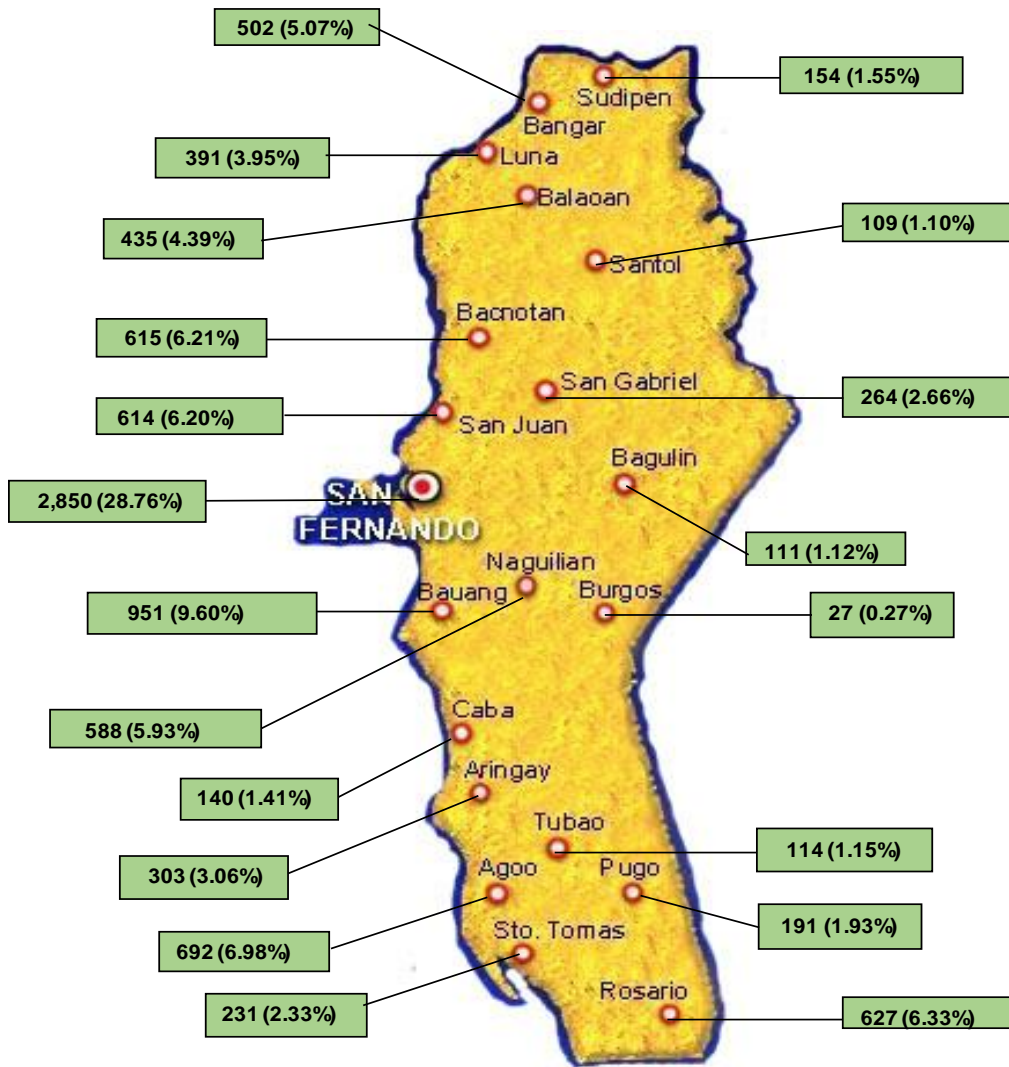 502 (5.07%)
154 (1.55%)
Sudipen
Bangar
391 (3.95%)
Luna
Balaoan
435 (4.39%)
109 (1.10%)
Santol
Bacnotan
615 (6.21%)
San Gabriel
264 (2.66%)
614 (6.20%)
San Juan
Bagulin
2,850 (28.76%)
SAN
FERNANDO
111 (1.12%)
Naguilian
951 (9.60%)
Bauang
Burgos
27 (0.27%)
588 (5.93%)
Caba
140 (1.41%)
Aringay
Tubao
114 (1.15%)
303 (3.06%)
Agoo
Pugo
191 (1.93%)
692 (6.98%)
Sto. Tomas
231 (2.33%)
Rosario
627 (6.33%)